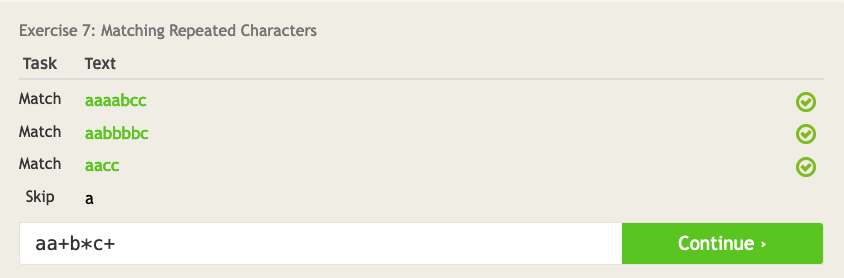 Exercise 7: Matching Repeated Characters
Task Text
Match aaaabcc
Match aabbbbc
Match aacc
Skip a
aa+b*c+ Continue ›